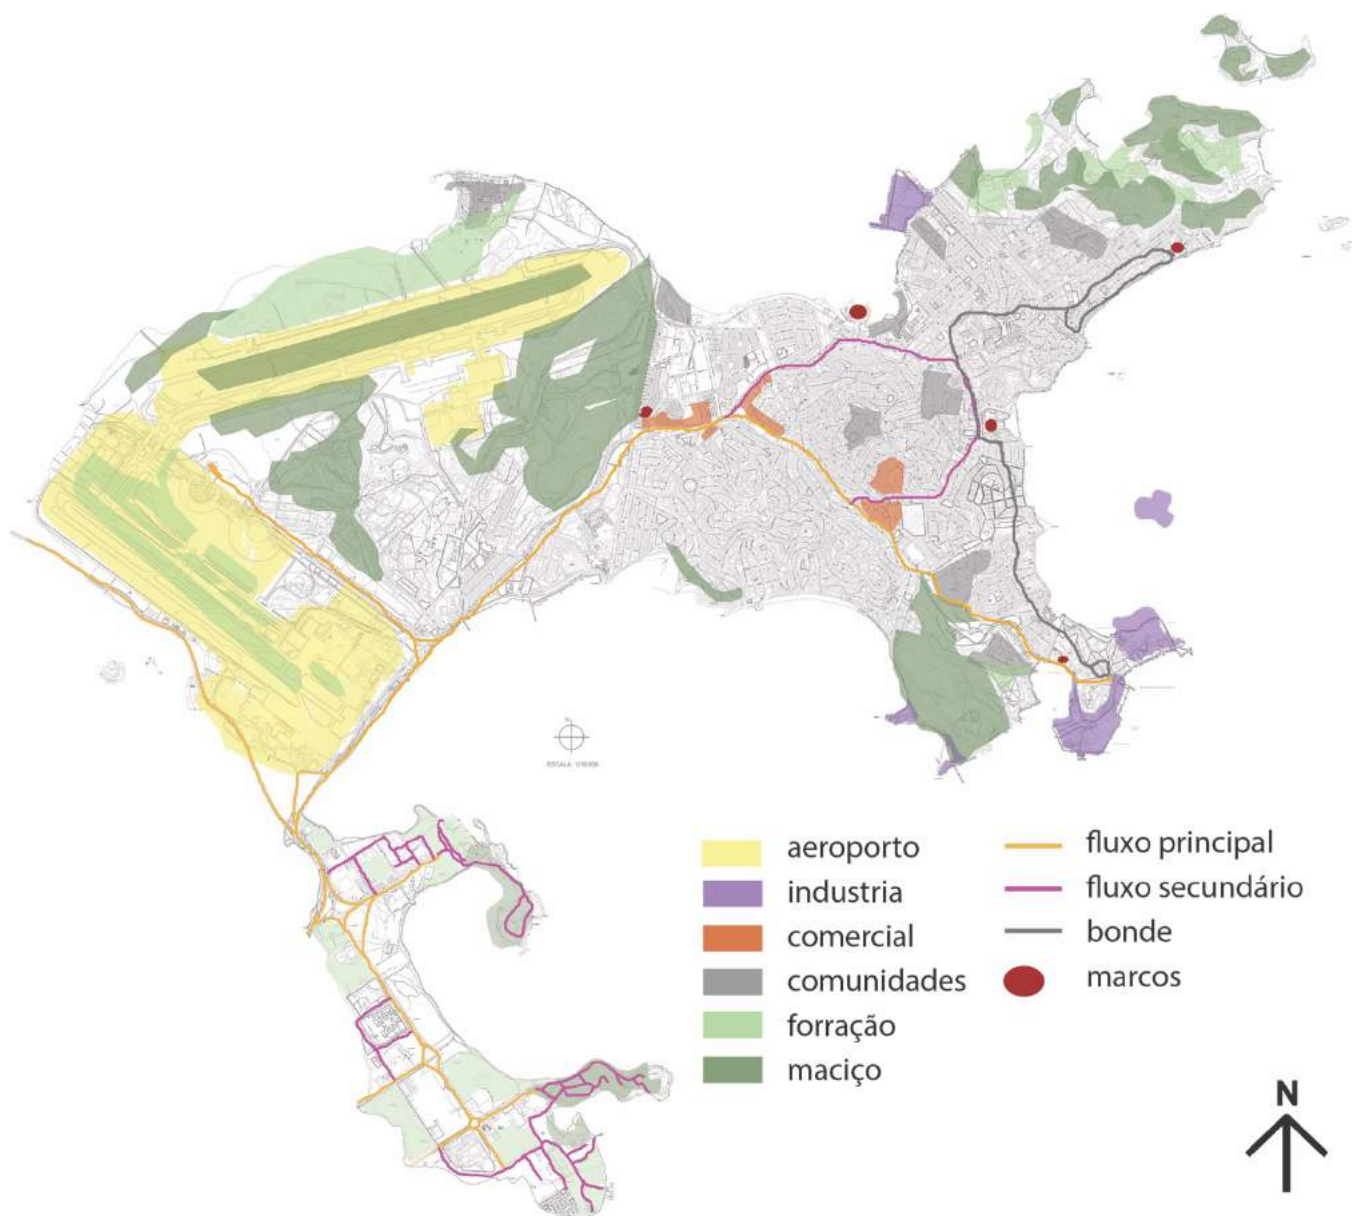 aeroporto
industria
comercial
comunidades
forração
maciço
fluxo principal
fluxo secundário
bonde
marcos
N